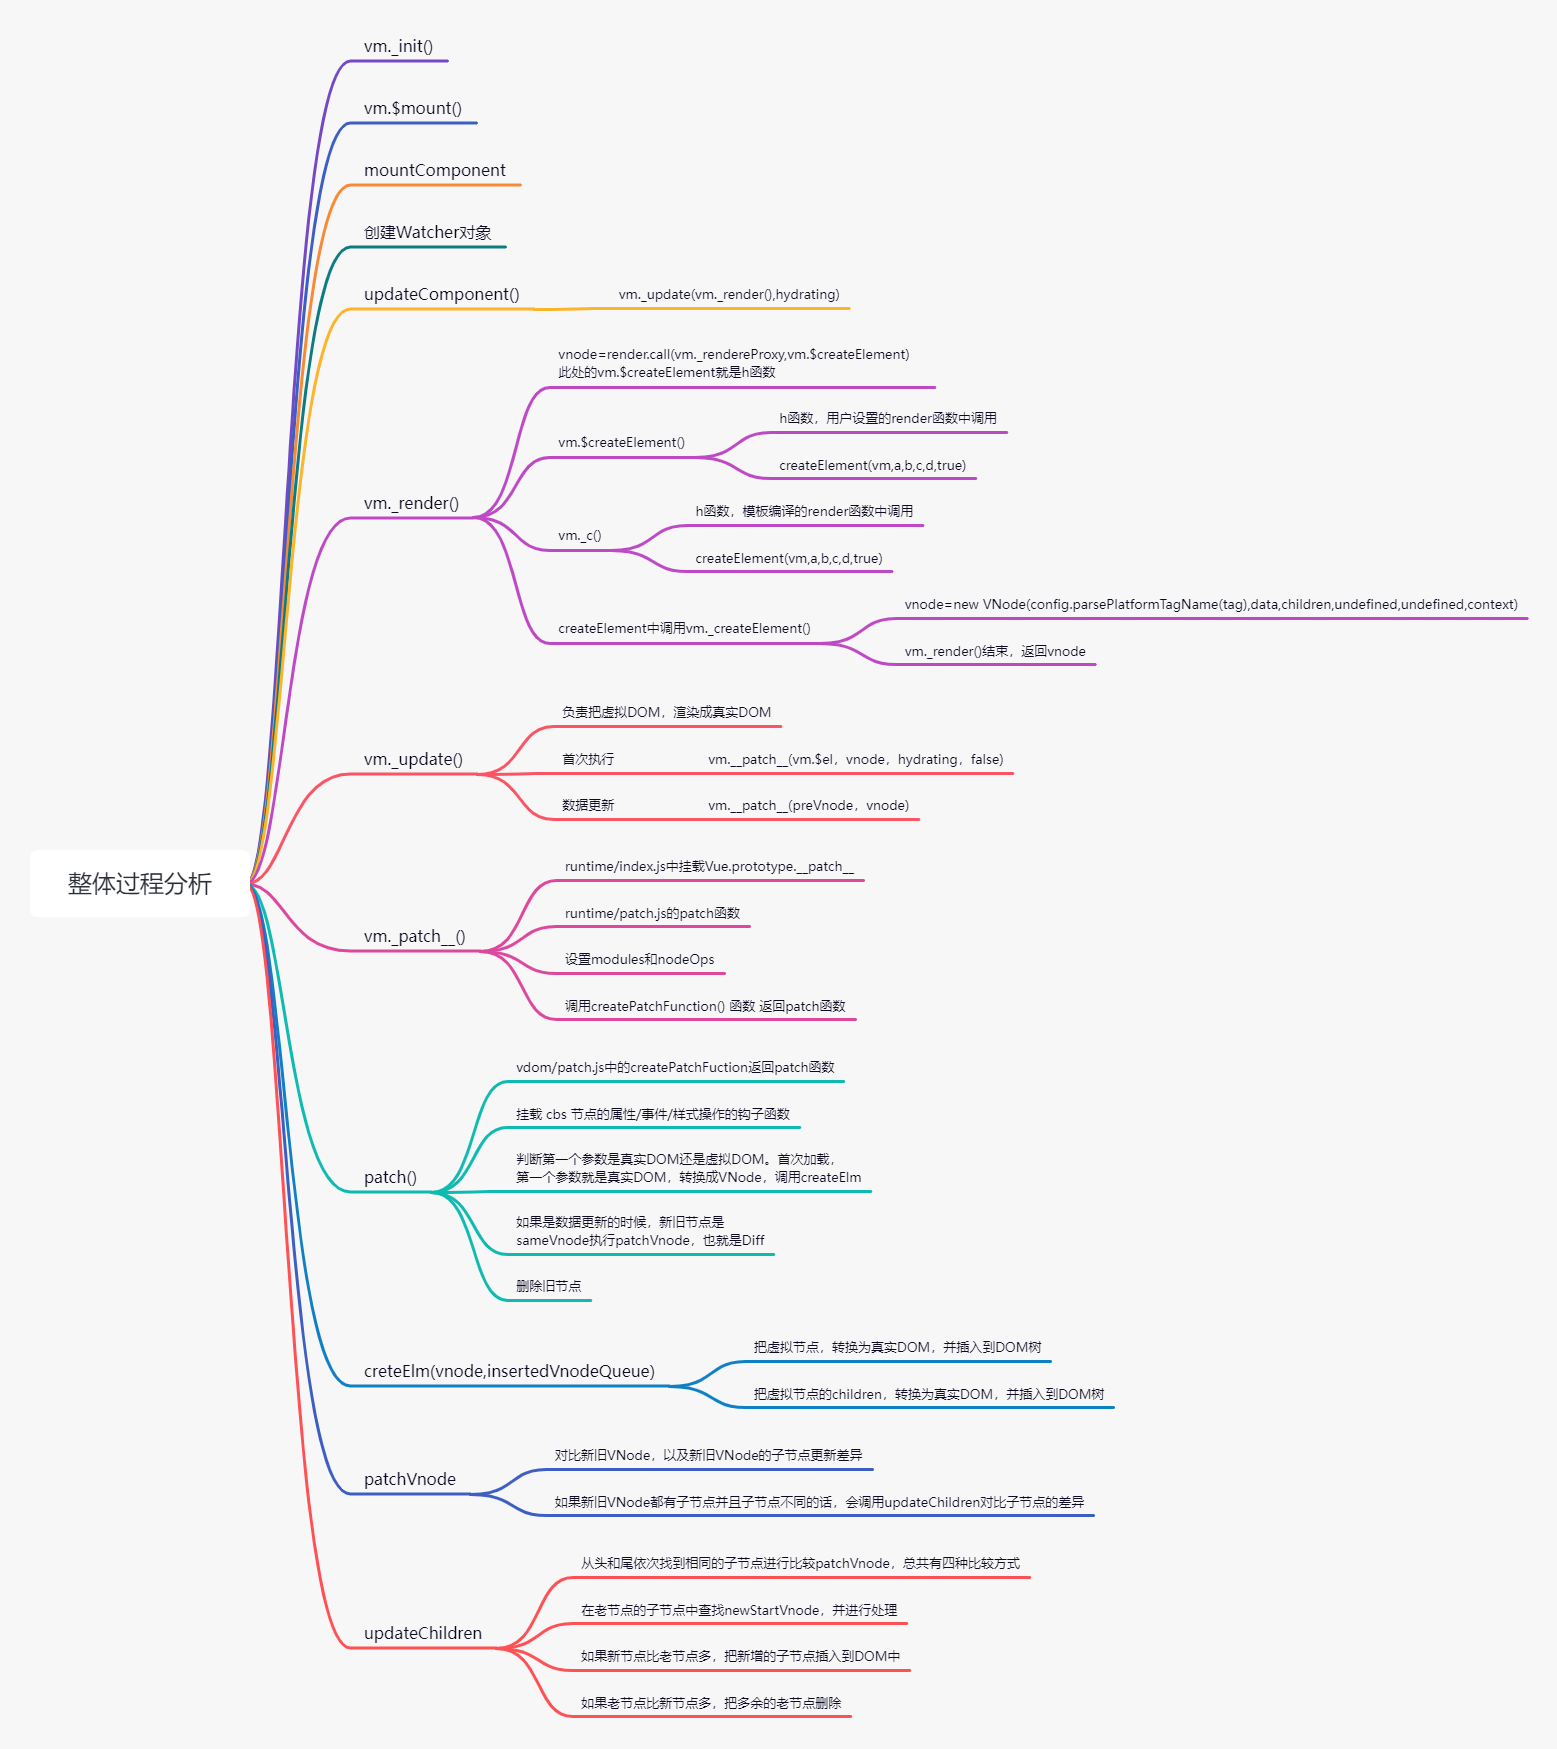 整体过程分析
vm._init()
vm.$mount()
mountComponent
创建Watcher对象
updateComponent()
vm._update(vm._render(),hydrating)
vm._render()
vnode=render.call(vm._rendereProxy,vm.$createElement)
此处的vm.$createElement就是h函数
vm.$createElement()
h函数，用户设置的render函数中调用
createElement(vm,a,b,c,d,true)
vm._c()
h函数，模板编译的render函数中调用
createElement(vm,a,b,c,d,true)
createElement中调用vm._createElement()
vnode=new VNode(config.parsePlatformTagName(tag),data,children,undefined,undefined,context)
vm._render()结束，返回vnode
vm._update()
负责把虚拟DOM，渲染成真实DOM
首次执行
vm.__patch__(vm.$el，vnode，hydrating，false)
数据更新
vm.__patch__(preVnode，vnode)
vm._patch__()
runtime/index.js中挂载Vue.prototype.__patch__
runtime/patch.js的patch函数
设置modules和nodeOps
调用createPatchFunction() 函数 返回patch函数
patch()
vdom/patch.js中的createPatchFuction返回patch函数
挂载 cbs 节点的属性/事件/样式操作的钩子函数
判断第一个参数是真实DOM还是虚拟DOM。首次加载，
第一个参数就是真实DOM，转换成VNode，调用createElm
如果是数据更新的时候，新旧节点是
sameVnode执行patchVnode，也就是Diff
删除旧节点
creteElm(vnode,insertedVnodeQueue)
把虚拟节点，转换为真实DOM，并插入到DOM树
把虚拟节点的children，转换为真实DOM，并插入到DOM树
patchVnode
对比新旧VNode，以及新旧VNode的子节点更新差异
如果新旧VNode都有子节点并且子节点不同的话，会调用updateChildren对比子节点的差异
updateChildren
从头和尾依次找到相同的子节点进行比较patchVnode，总共有四种比较方式
在老节点的子节点中查找newStartVnode，并进行处理
如果新节点比老节点多，把新增的子节点插入到DOM中
如果老节点比新节点多，把多余的老节点删除